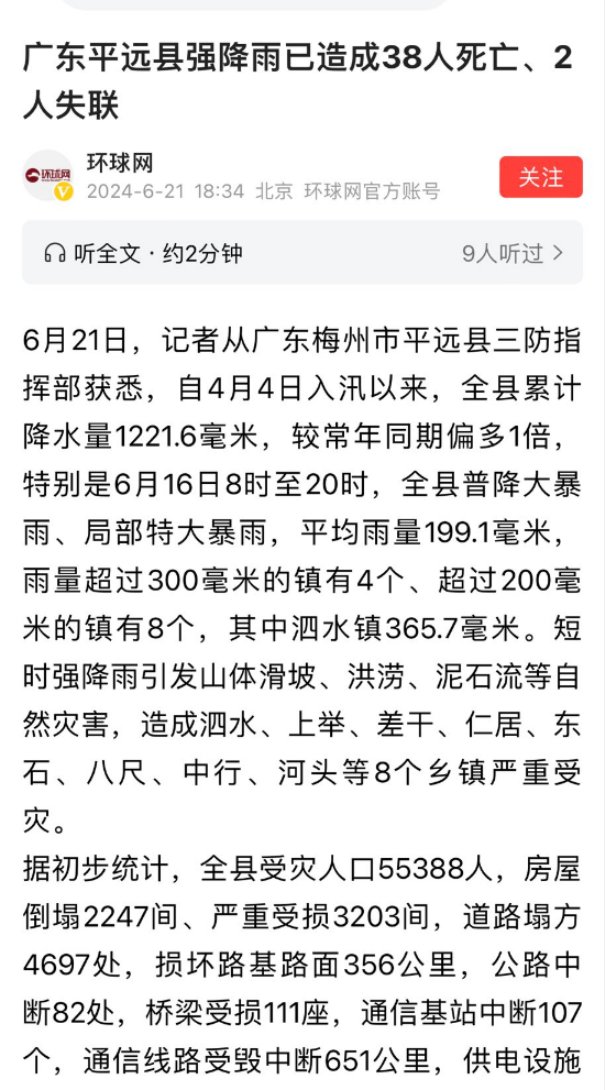 广东平远县强降雨已造成38人死亡、2
人失联
环球网
环球网
2024-6-21 18:34 北京 环球网官方账号
关注
听全文·约2分钟
9人听过
6月21日，记者从广东梅州市平远县三防指
挥部获悉，自4月4日入汛以来，全县累计
降水量1221.6毫米，较常年同期偏多1倍，
特别是6月16日8时至20时，全县普降大暴
雨、局部特大暴雨，平均雨量199.1毫米，
雨量超过300毫米的镇有4个、超过200毫
米的镇有8个，其中泗水镇365.7毫米。短
时强降雨引发山体滑坡、洪涝、泥石流等自
然灾害，造成泗水、上举、差干、仁居、东
石、八尺、中行、河头等8个乡镇严重受
灾。
据初步统计，全县受灾人口55388人，房屋
倒塌2247间、严重受损3203间，道路塌方
4697处，损坏路基路面356公里，公路中
断82处，桥梁受损111座，通信基站中断107
个，通信线路受毁中断651公里，供电设施